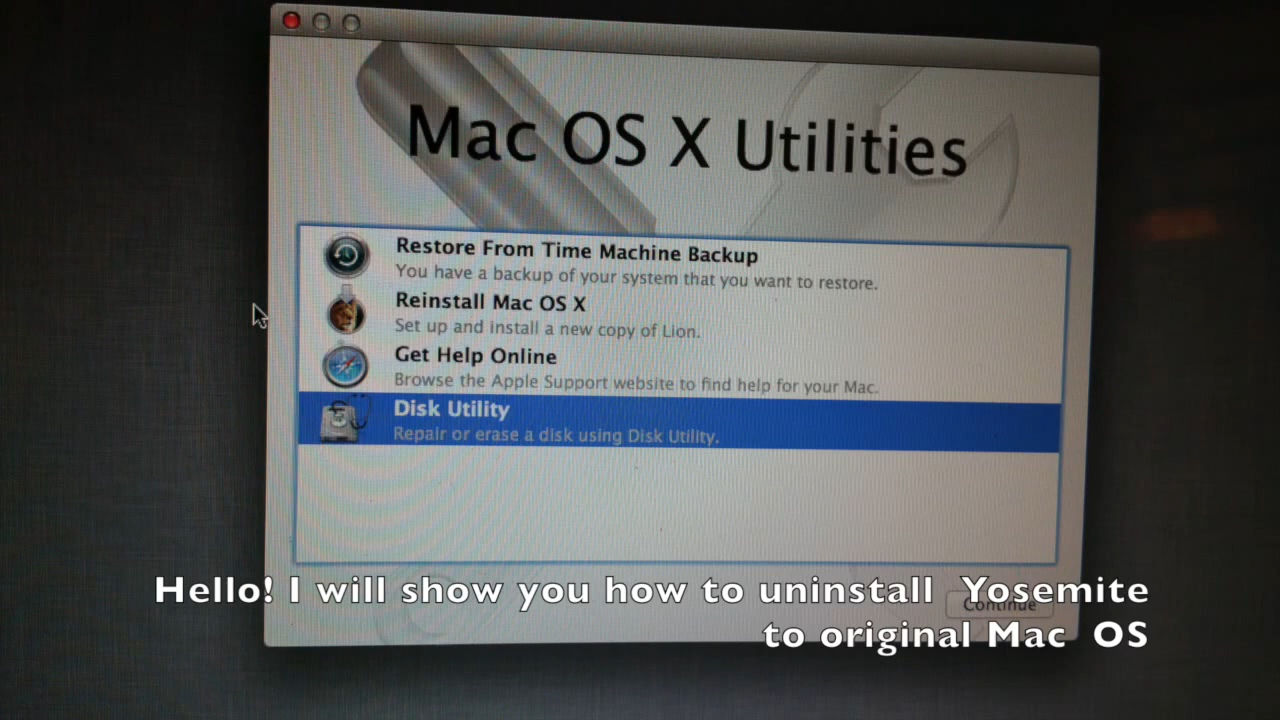 Mac OS X Utilities
Restore From Time Machine Backup
You have a backup of your system that you want to restore.
Reinstall Mac OS X
Set up and install a new copy of Lion.
Get Help Online
Browse the Apple Support website to find help for your Mac.
Disk Utility
Repair or erase a disk using Disk Utility.
Continue
Hello! I will show you how to uninstall Yosemite
to original Mac OS